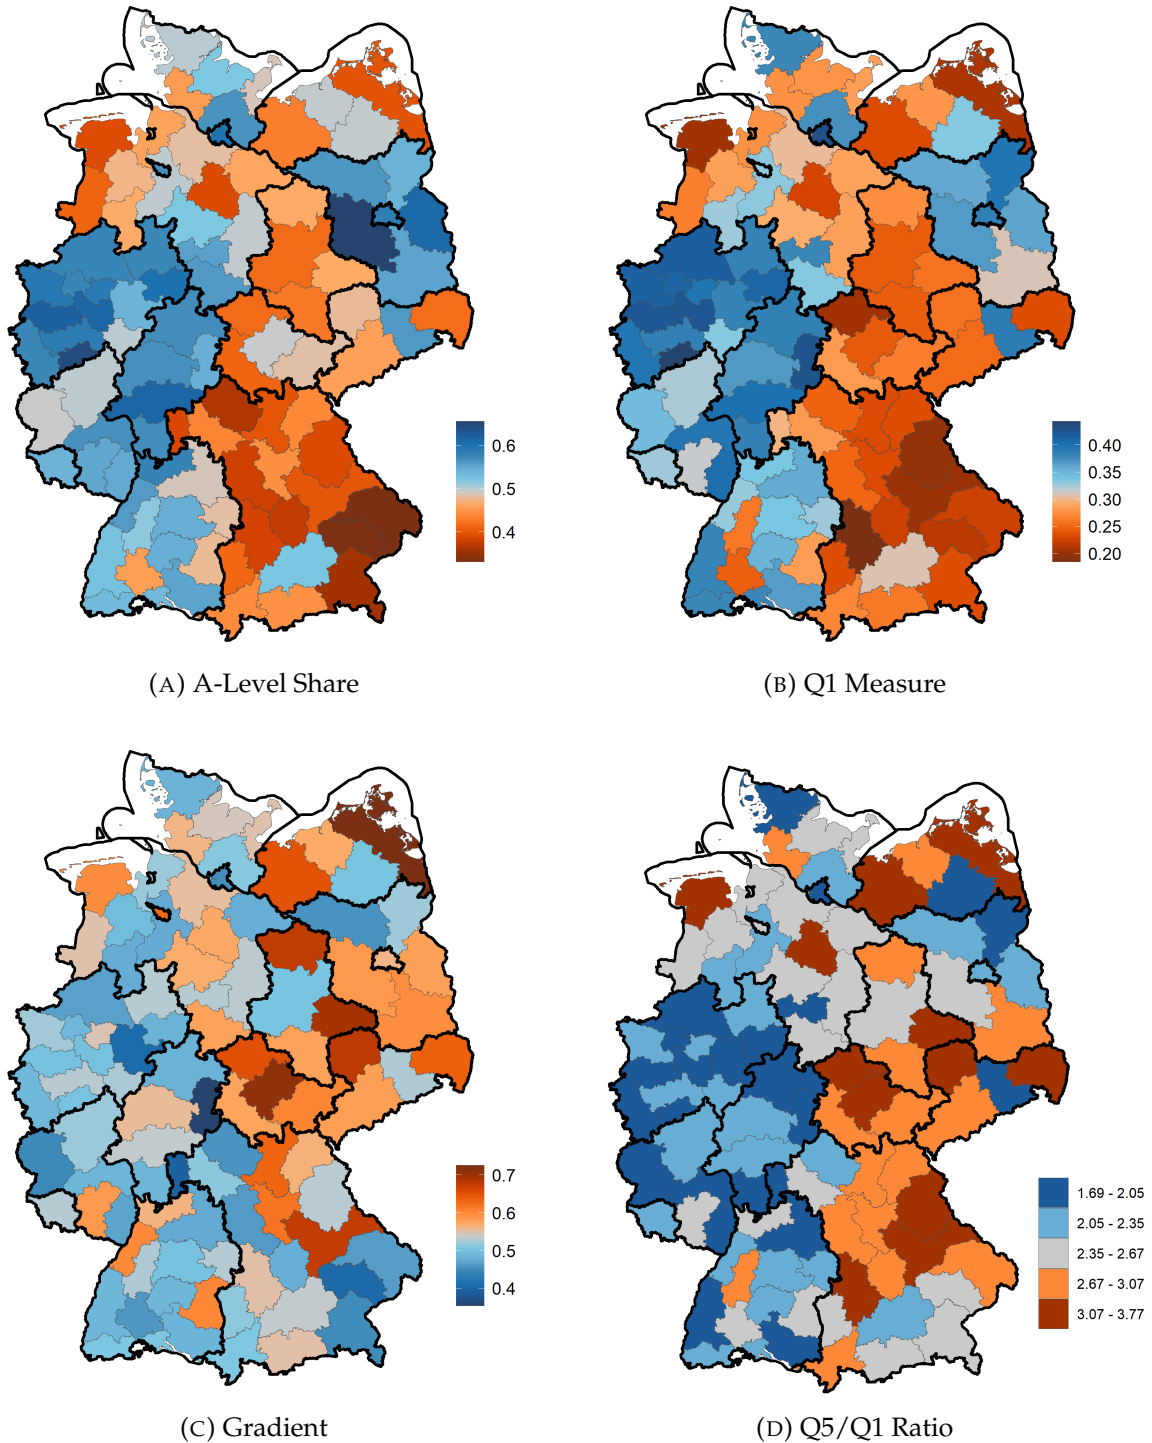 0.6
0.5
0.4
(A) A-Level Share
0.40
0.35
0.30
0.25
0.20
(B) Q1 Measure
0.7
0.6
0.5
0.4
(C) Gradient
1.69 - 2.05
2.05 - 2.35
2.35 - 2.67
2.67 - 3.07
3.07 - 3.77
(D) Q5/Q1 Ratio